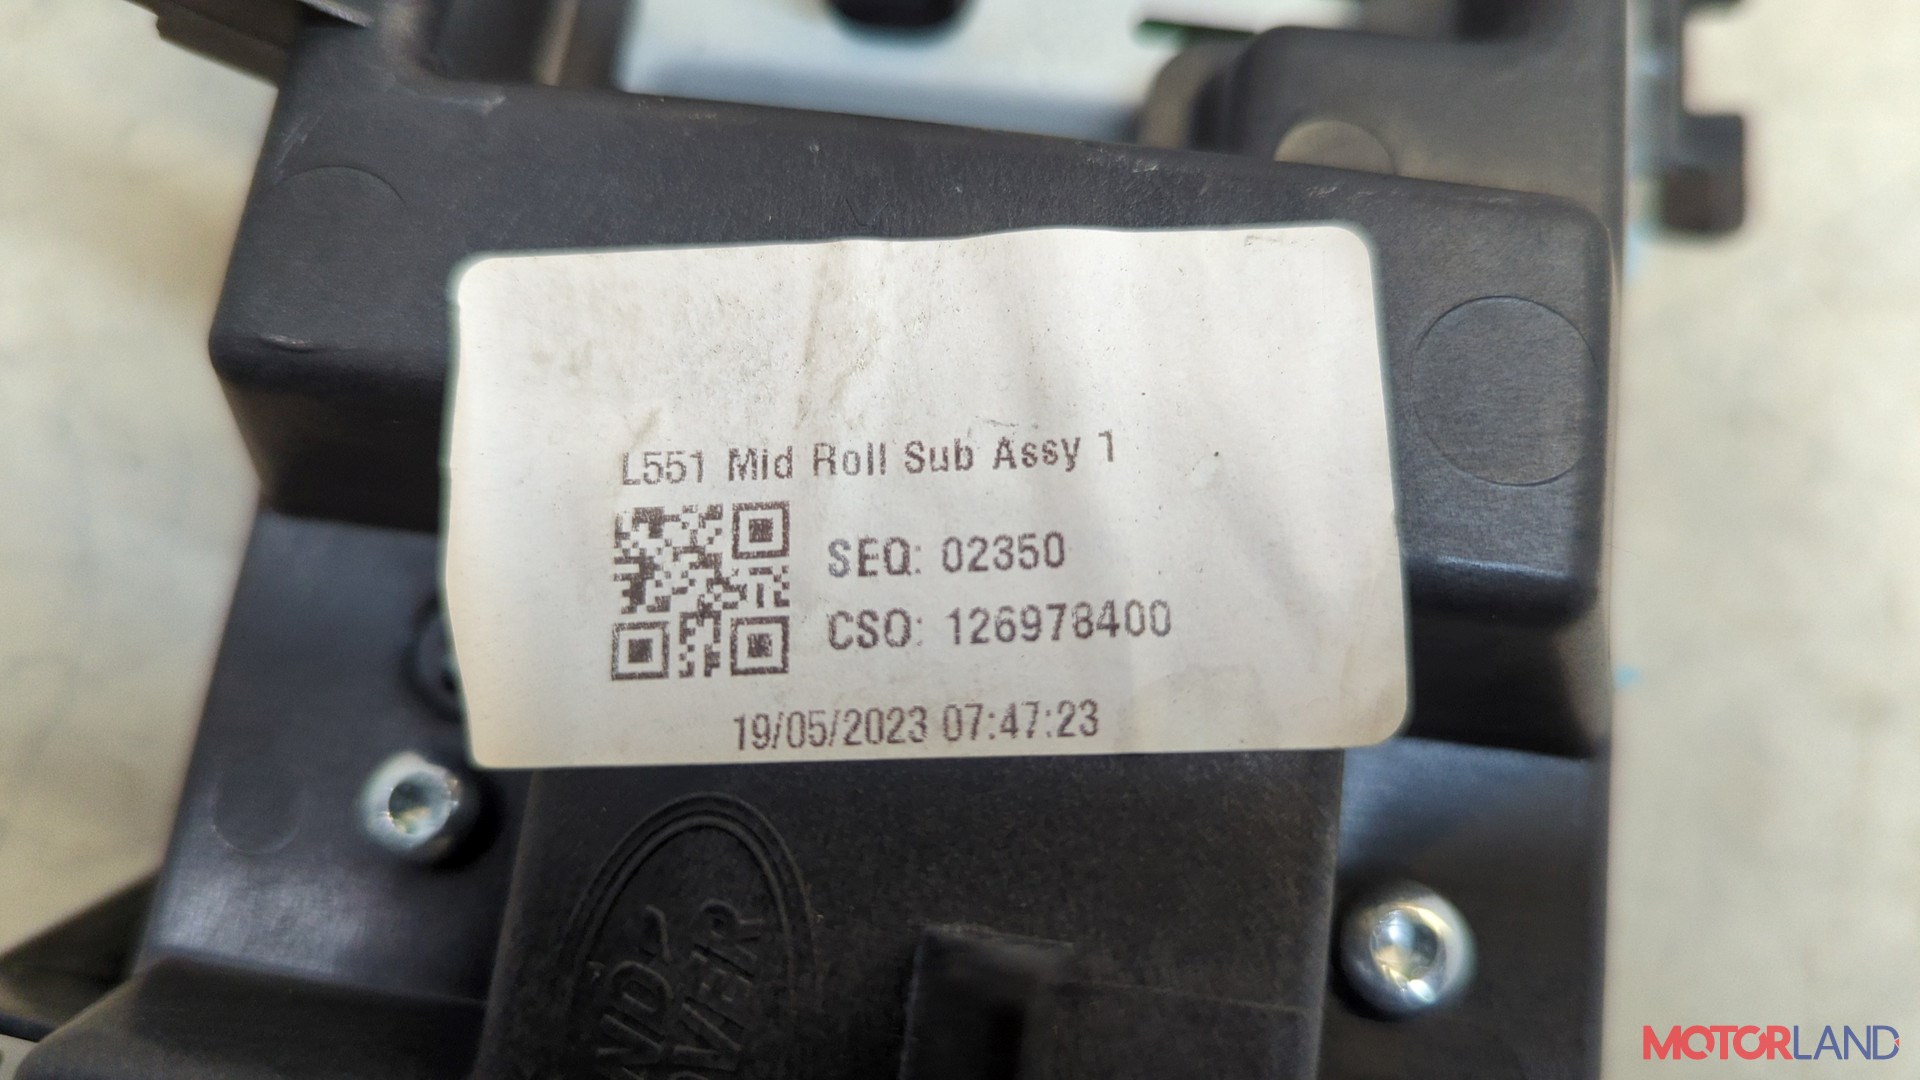 L551 Mid Roll Sub Assy 1
SEQ: 02350
CSO: 126978400
19/05/2023 07:47:23
MOTORLAND